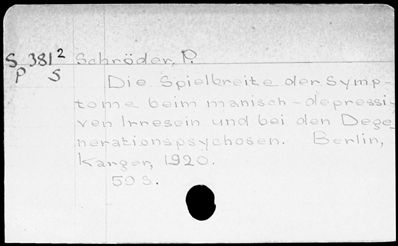 S 381² Schröder, P.
P S
Die Spielbreite der Symp-
tome beim manisch-depressi-
ven Irresein und bei den Dege-
nerationspsychosen. Berlin,
Karger, 1920.
59 S.